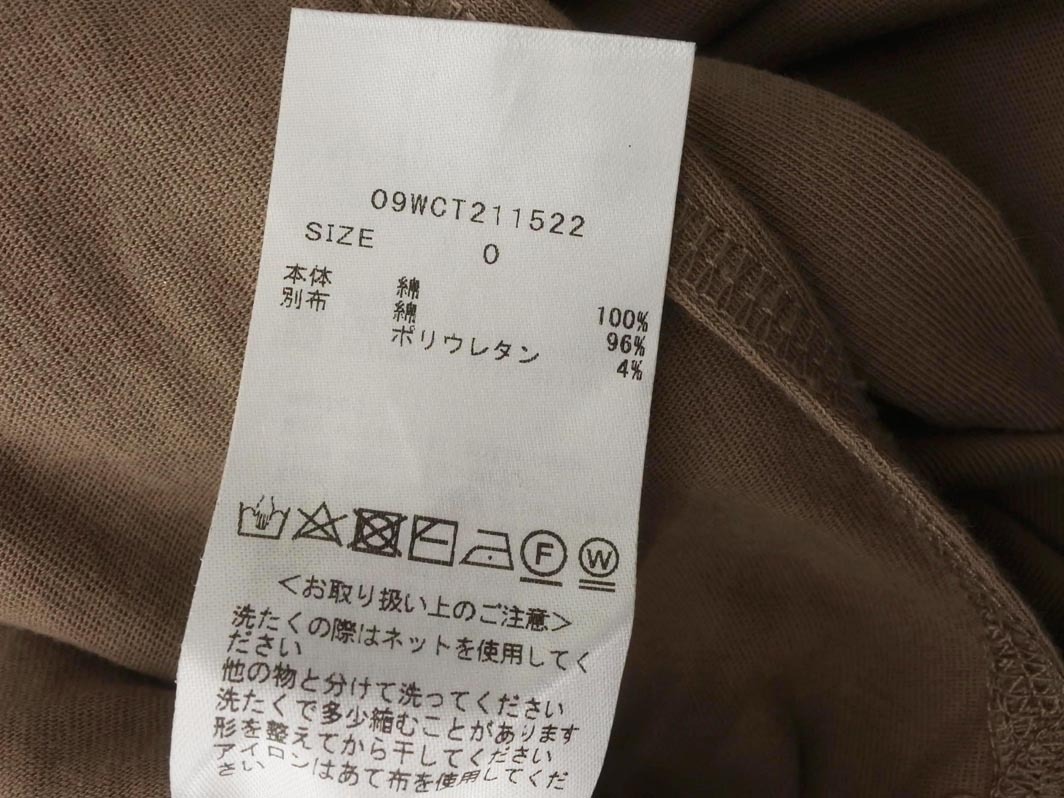 09WCT211522
SIZE 0
本体 綿 100%
別布 綿 96%
ポリウレタン 4%
F W
<お取り扱い上のご注意>
洗たくの際はネットを使用してく
ださい
他の物と分けて洗ってください
洗たくで多少縮むことがあります
形を整えてから干してください
アイロンはあて布を使用してくだ
さい